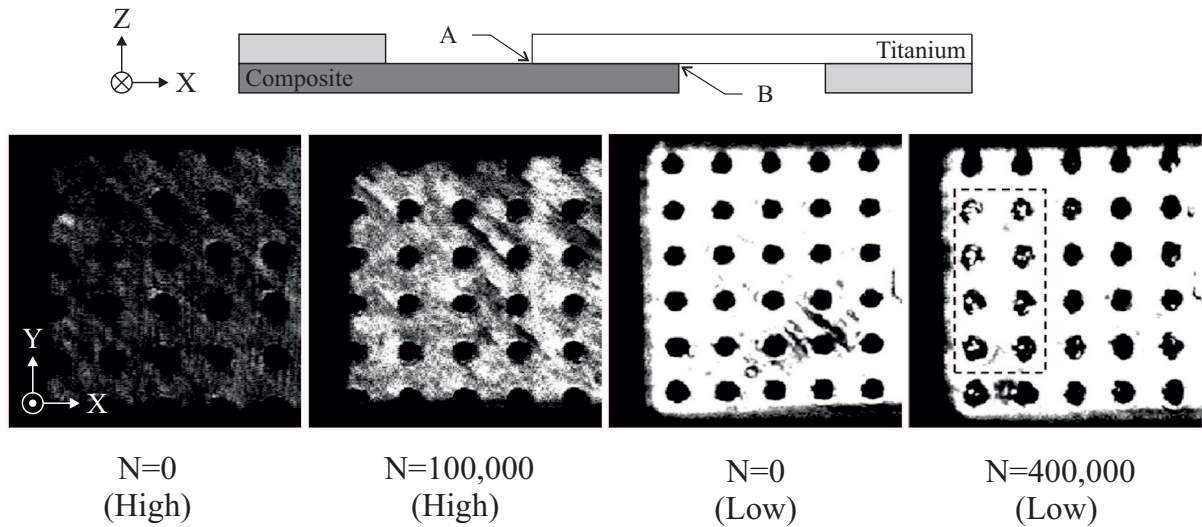 Z
X
A
Titanium
Composite
B
Y
X
N=0
(High)
N=100,000
(High)
N=0
(Low)
N=400,000
(Low)